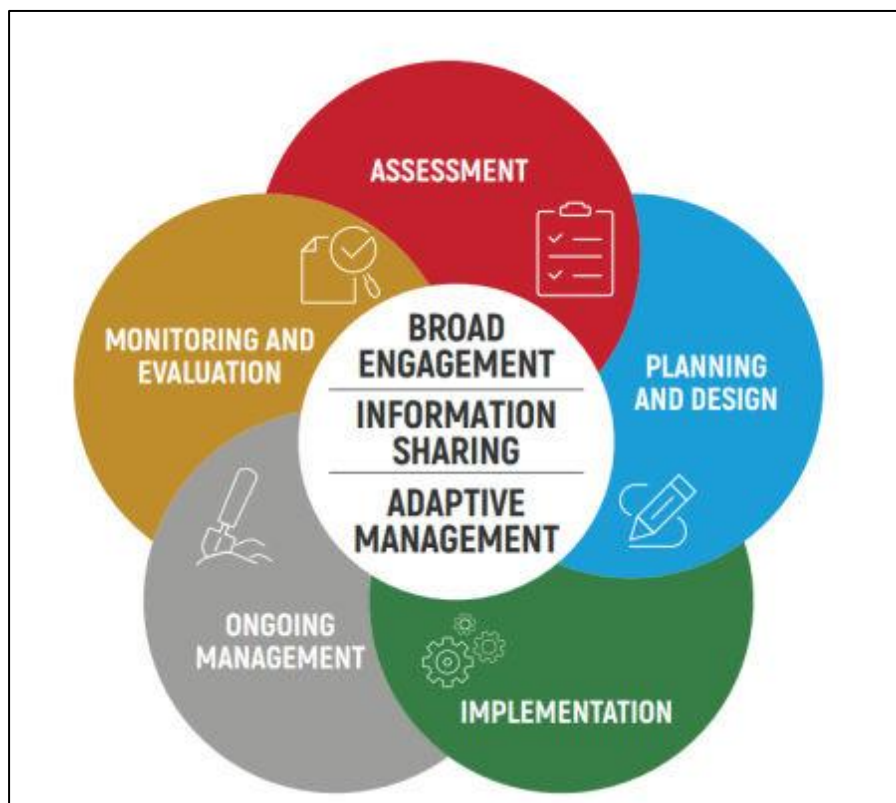 ASSESSMENT
PLANNING
AND DESIGN
IMPLEMENTATION
ONGOING
MANAGEMENT
MONITORING AND
EVALUATION
BROAD
ENGAGEMENT
INFORMATION
SHARING
ADAPTIVE
MANAGEMENT